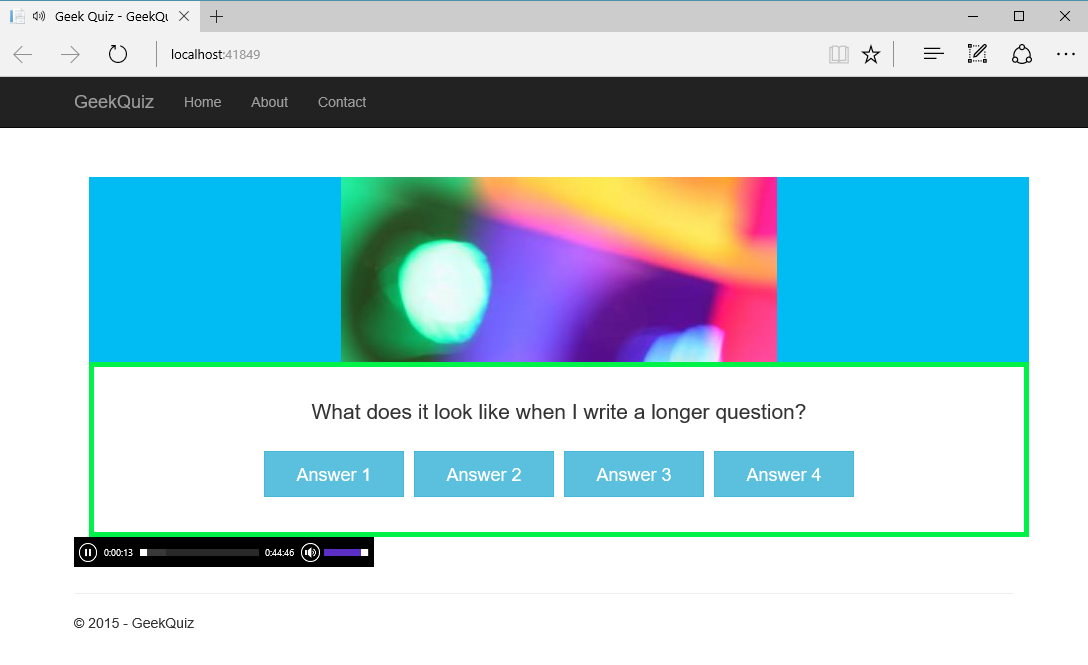 Geek Quiz - GeekQu
localhost:41849
GeekQuiz Home About Contact
What does it look like when I write a longer question?
Answer 1 Answer 2 Answer 3 Answer 4
0:00:13 0:44:46
© 2015 - GeekQuiz